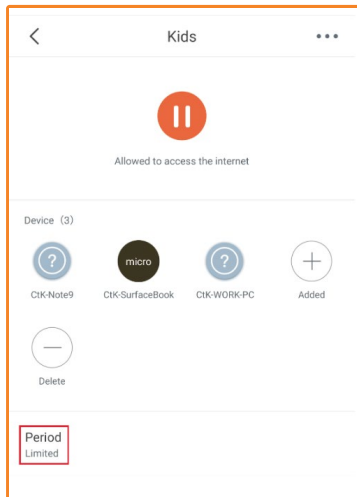 Kids
Allowed to access the internet
Device (3)
?
micro
?
CtK-Note9
CtK-SurfaceBook
CtK-WORK-PC
Added
Delete
Period
Limited